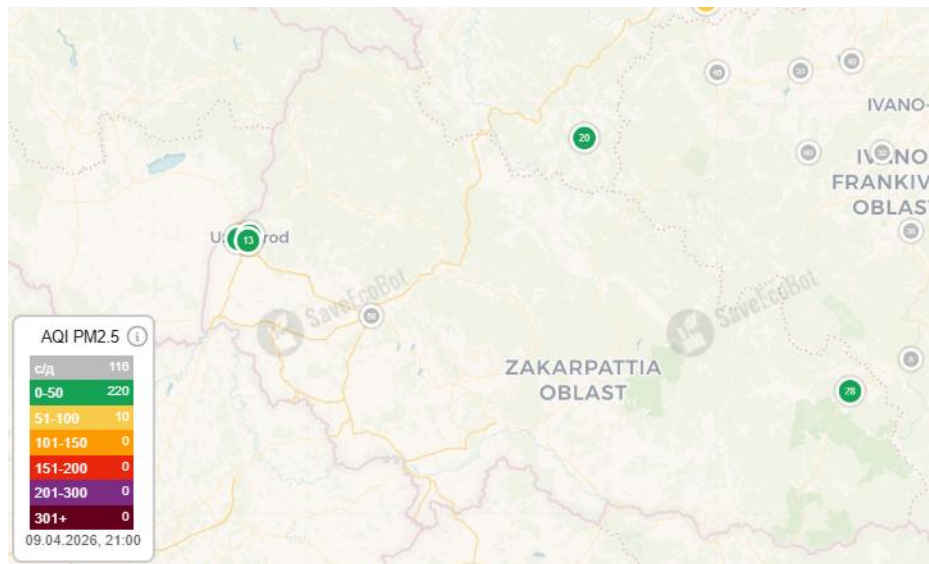 IVANO-
20
IVANO-
FRANKIV
OBLAST
13
SaveEcoBot
SaveEcoBot
ZAKARPATTIA
OBLAST
28
AQI PM2.5 i
с/д 116
0-50 220
51-100 10
101-150 0
151-200 0
201-300 0
301+ 0
09.04.2026, 21:00